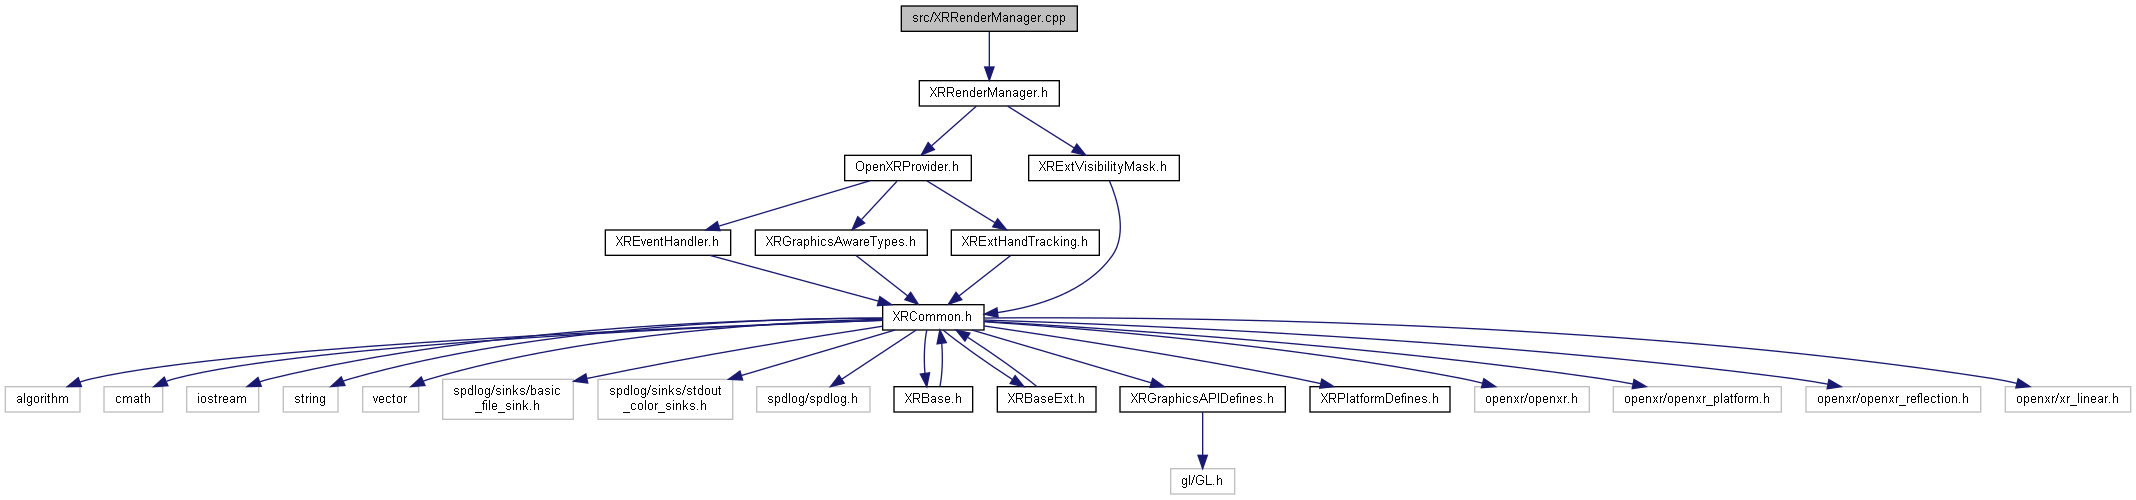 src/XRRenderManager.cpp
XRRenderManager.h
OpenXRProvider.h
XRExtVisibilityMask.h
XREventHandler.h
XRGraphicsAwareTypes.h
XRExtHandTracking.h
XRCommon.h
algorithm
cmath
iostream
string
vector
spdlog/sinks/basic
_file_sink.h
spdlog/sinks/stdout
_color_sinks.h
spdlog/spdlog.h
XRBase.h
XRBaseExt.h
XRGraphicsAPIDefines.h
XRPlatformDefines.h
openxr/openxr.h
openxr/openxr_platform.h
openxr/openxr_reflection.h
openxr/xr_linear.h
gl/GL.h